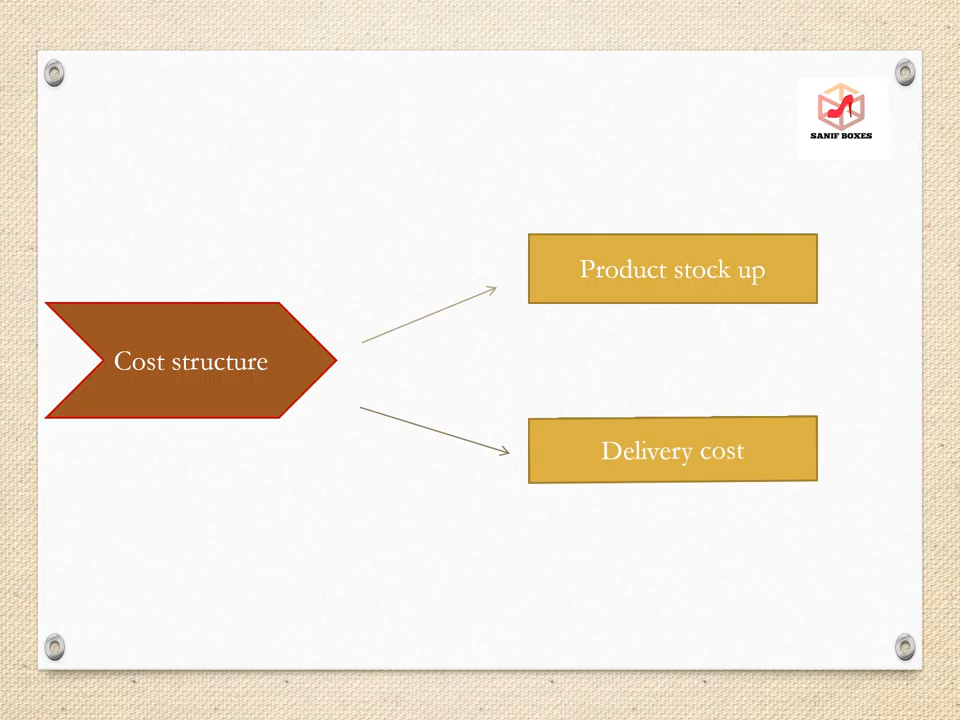 SANIF BOXES
Product stock up
Cost structure
Delivery cost